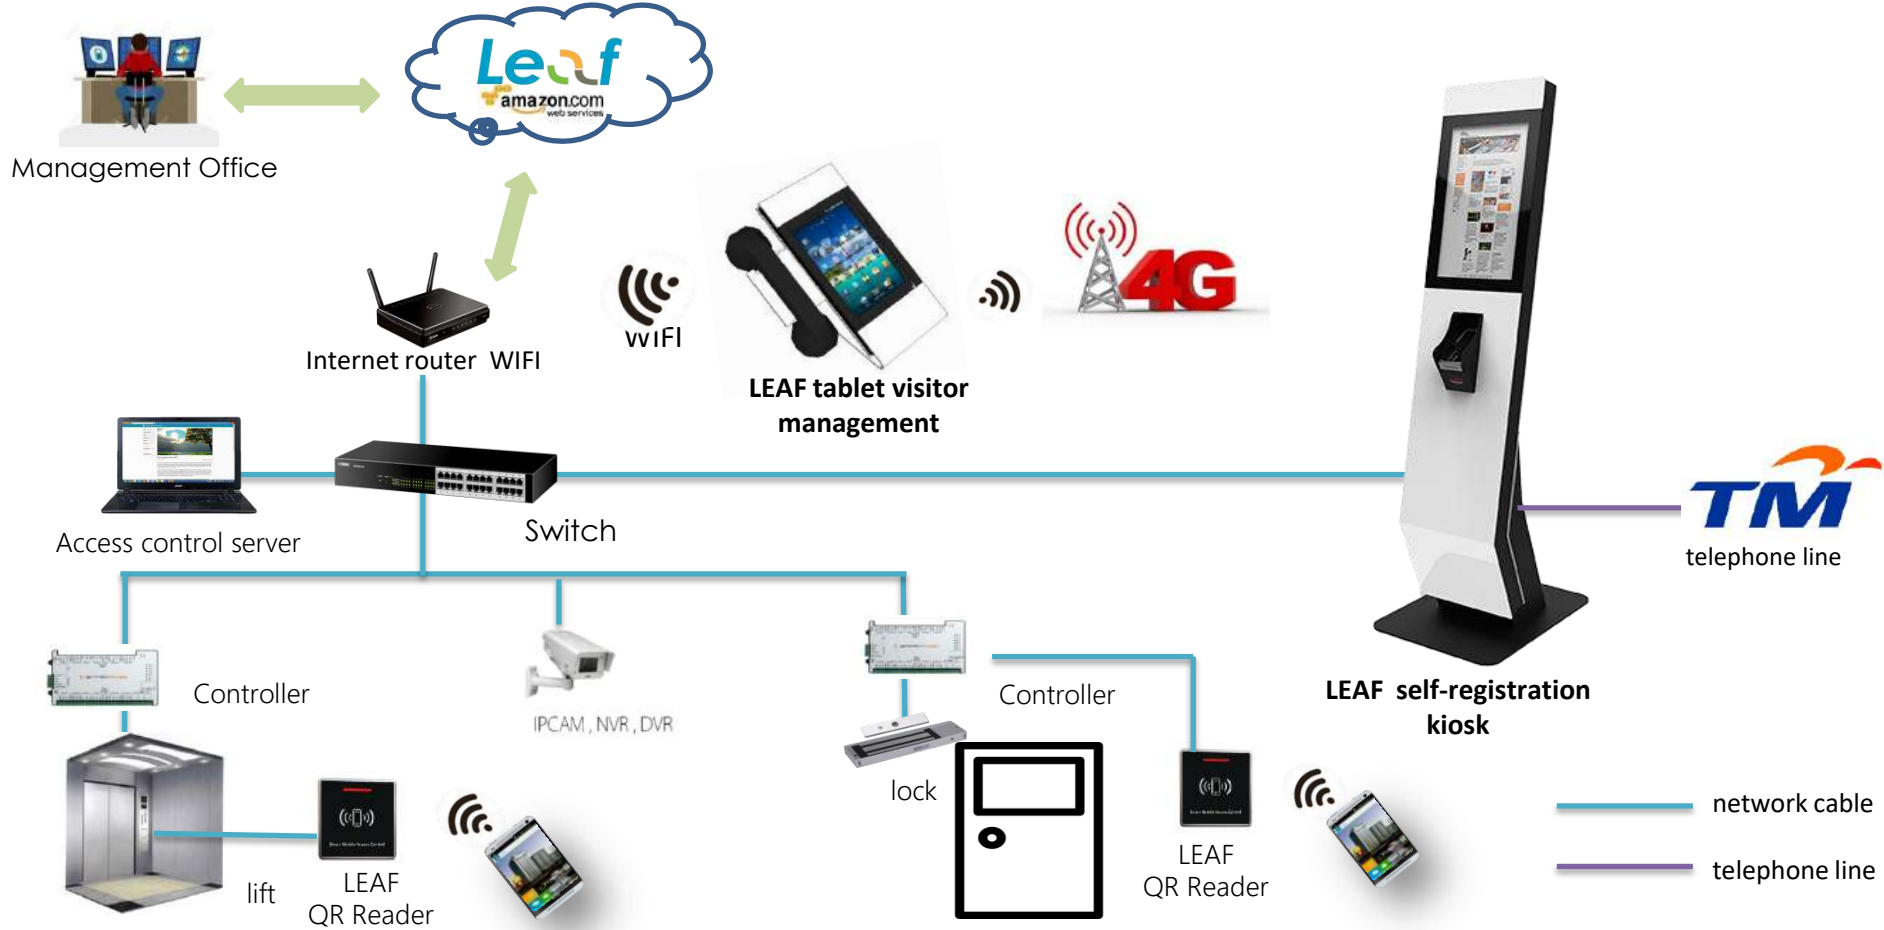 Leaf
amazon.com
web services
Management Office
4G
WIFI
Internet router WIFI
LEAF tablet visitor
management
Access control server
Switch
TM
telephone line
Controller
IPCAM , NVR , DVR
Controller
LEAF self-registration
kiosk
lock
lift
LEAF
QR Reader
LEAF
QR Reader
network cable
telephone line